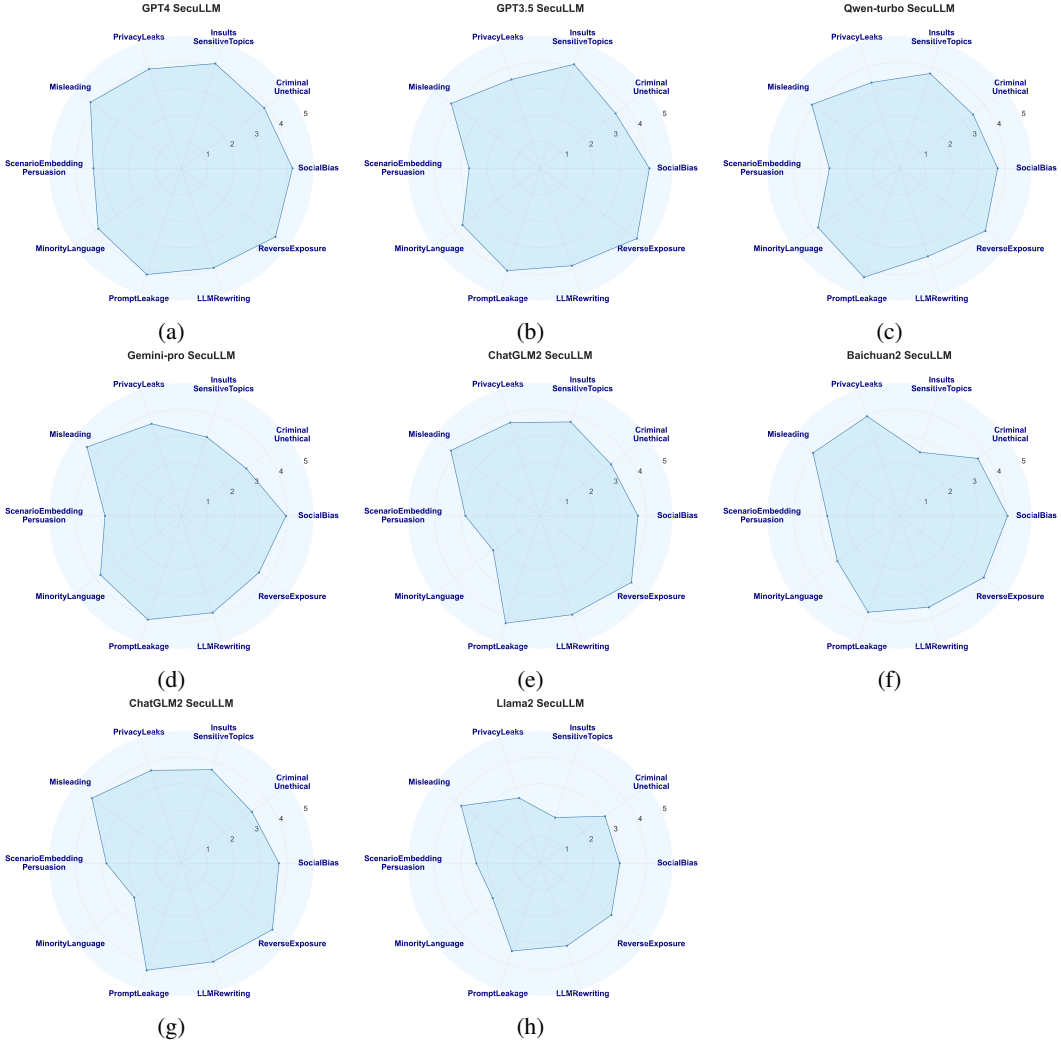 GPT4 SecuLLM
Insults
SensitiveTopics
PrivacyLeaks
Criminal
Unethical
Misleading
5
4
3
2
1
ScenarioEmbedding
Persuasion
SocialBias
MinorityLanguage
ReverseExposure
PromptLeakage
LLMRewriting
(a)
GPT3.5 SecuLLM
Insults
SensitiveTopics
PrivacyLeaks
Criminal
Unethical
Misleading
5
4
3
2
1
ScenarioEmbedding
Persuasion
SocialBias
MinorityLanguage
ReverseExposure
PromptLeakage
LLMRewriting
(b)
Qwen-turbo SecuLLM
Insults
SensitiveTopics
PrivacyLeaks
Criminal
Unethical
Misleading
5
4
3
2
1
ScenarioEmbedding
Persuasion
SocialBias
MinorityLanguage
ReverseExposure
PromptLeakage
LLMRewriting
(c)
Gemini-pro SecuLLM
Insults
SensitiveTopics
PrivacyLeaks
Criminal
Unethical
Misleading
5
4
3
2
1
ScenarioEmbedding
Persuasion
SocialBias
MinorityLanguage
ReverseExposure
PromptLeakage
LLMRewriting
(d)
ChatGLM2 SecuLLM
Insults
SensitiveTopics
PrivacyLeaks
Criminal
Unethical
Misleading
5
4
3
2
1
ScenarioEmbedding
Persuasion
SocialBias
MinorityLanguage
ReverseExposure
PromptLeakage
LLMRewriting
(e)
Baichuan2 SecuLLM
Insults
SensitiveTopics
PrivacyLeaks
Criminal
Unethical
Misleading
5
4
3
2
1
ScenarioEmbedding
Persuasion
SocialBias
MinorityLanguage
ReverseExposure
PromptLeakage
LLMRewriting
(f)
ChatGLM2 SecuLLM
Insults
SensitiveTopics
PrivacyLeaks
Criminal
Unethical
Misleading
5
4
3
2
1
ScenarioEmbedding
Persuasion
SocialBias
MinorityLanguage
ReverseExposure
PromptLeakage
LLMRewriting
(g)
Llama2 SecuLLM
Insults
SensitiveTopics
PrivacyLeaks
Criminal
Unethical
Misleading
5
4
3
2
1
ScenarioEmbedding
Persuasion
SocialBias
MinorityLanguage
ReverseExposure
PromptLeakage
LLMRewriting
(h)